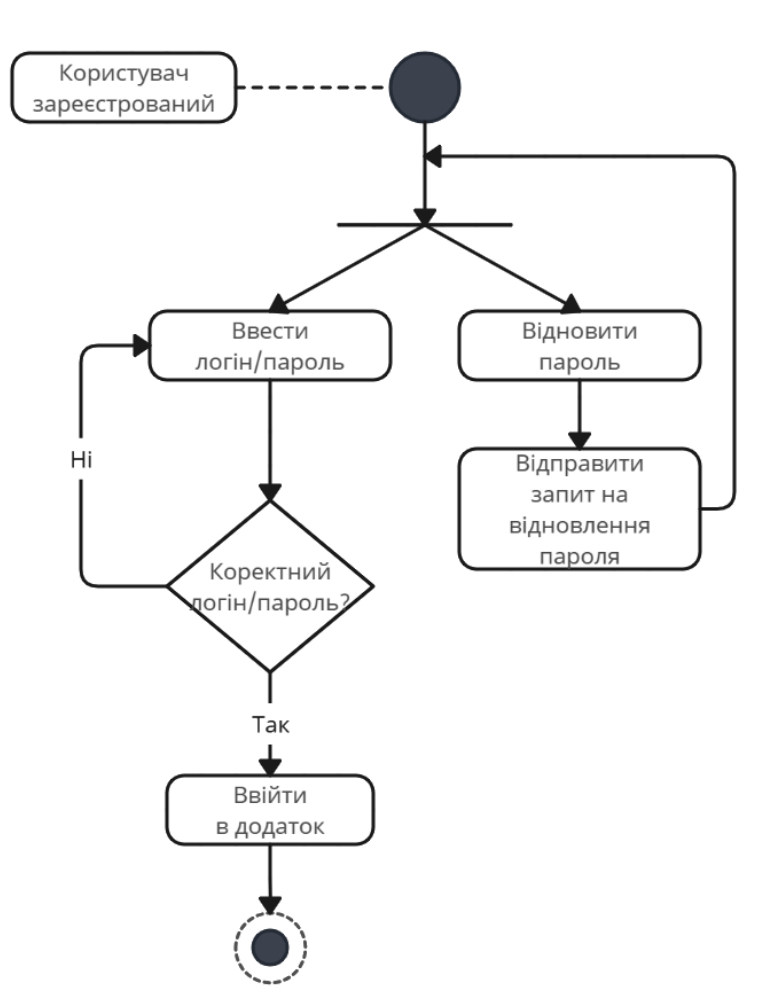 Користувач
зареєстрований
Ввести
логін/пароль
Відновити
пароль
Ні
Відправити
запит на
відновлення
пароля
Коректний
логін/пароль?
Так
Ввійти
в додаток